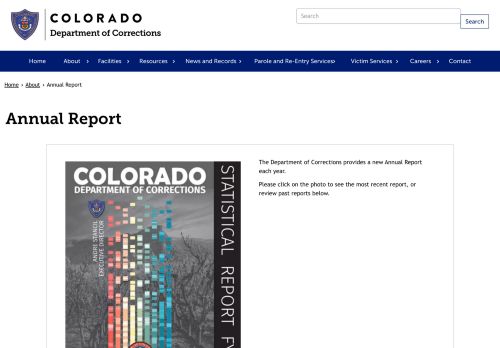 COLORADO
Department of Corrections
Search
Search
Home About Facilities Resources News and Records Parole and Re-Entry Services Victim Services Careers Contact
Home › About › Annual Report
Annual Report
COLORADO
DEPARTMENT OF CORRECTIONS
ANDRE STANCIL
EXECUTIVE DIRECTOR
STATISTICAL REPORT FY
The Department of Corrections provides a new Annual Report
each year.
Please click on the photo to see the most recent report, or
review past reports below.